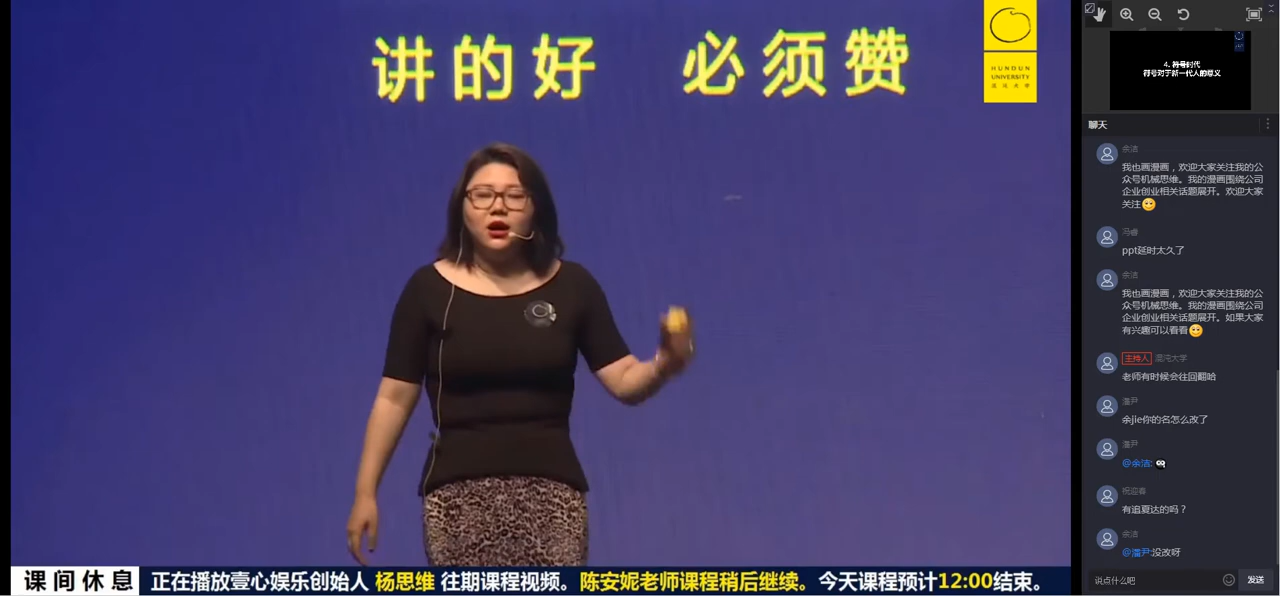 讲的好 必须赞
HUNDUN
UNIVERSITY
混沌大学
课间休息
正在播放壹心娱乐创始人 杨思维 往期课程视频。陈安妮老师课程稍后继续。今天课程预计12:00结束。
4. 符号时代
符号对于新一代人的意义
聊天
余洁
我也画漫画，欢迎大家关注我的公
众号机械思维。我的漫画围绕公司
企业创业相关话题展开。欢迎大家
关注
冯睿
ppt延时太久了
余洁
我也画漫画，欢迎大家关注我的公
众号机械思维。我的漫画围绕公司
企业创业相关话题展开。如果大家
有兴趣可以看看
主持人 混沌大学
老师有时候会往回翻哈
潘尹
余jie你的名怎么改了
潘尹
@余洁:
祝迎春
有追夏达的吗？
余洁
@潘尹:没改呀
说点什么吧
发送